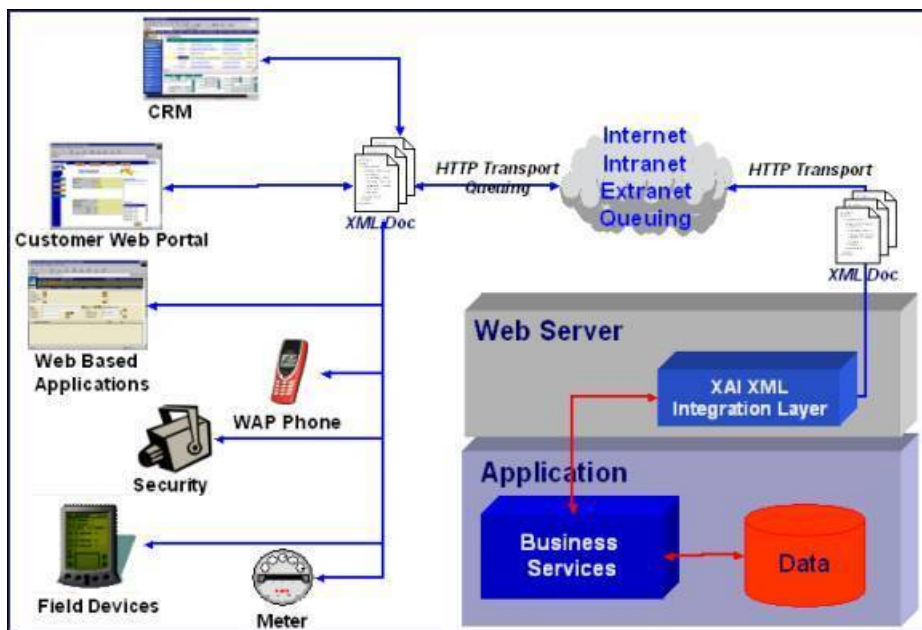 CRM
Customer Web Portal
Web Based
Applications
WAP Phone
Security
Field Devices
Meter
XML Doc
HTTP Transport
Queuing
Internet
Intranet
Extranet
Queuing
HTTP Transport
XML Doc
Web Server
XAI XML
Integration Layer
Application
Business
Services
Data